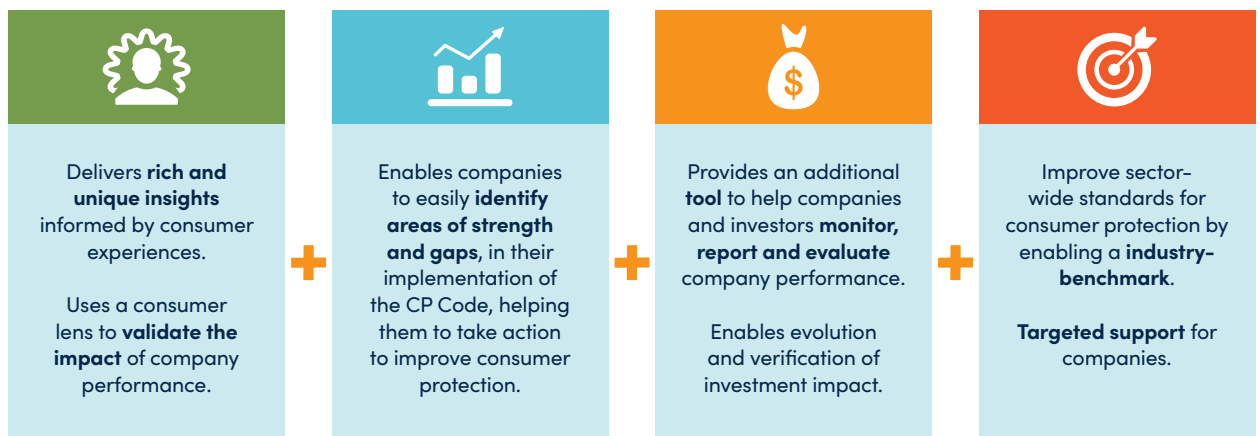 Delivers rich and
unique insights
informed by consumer
experiences.
Uses a consumer
lens to validate the
impact of company
performance.
Enables companies
to easily identify
areas of strength
and gaps, in their
implementation of
the CP Code, helping
them to take action
to improve consumer
protection.
$
Provides an additional
tool to help companies
and investors monitor,
report and evaluate
company performance.
Enables evolution
and verification of
investment impact.
Improve sector-
wide standards for
consumer protection by
enabling a industry-
benchmark.
Targeted support for
companies.